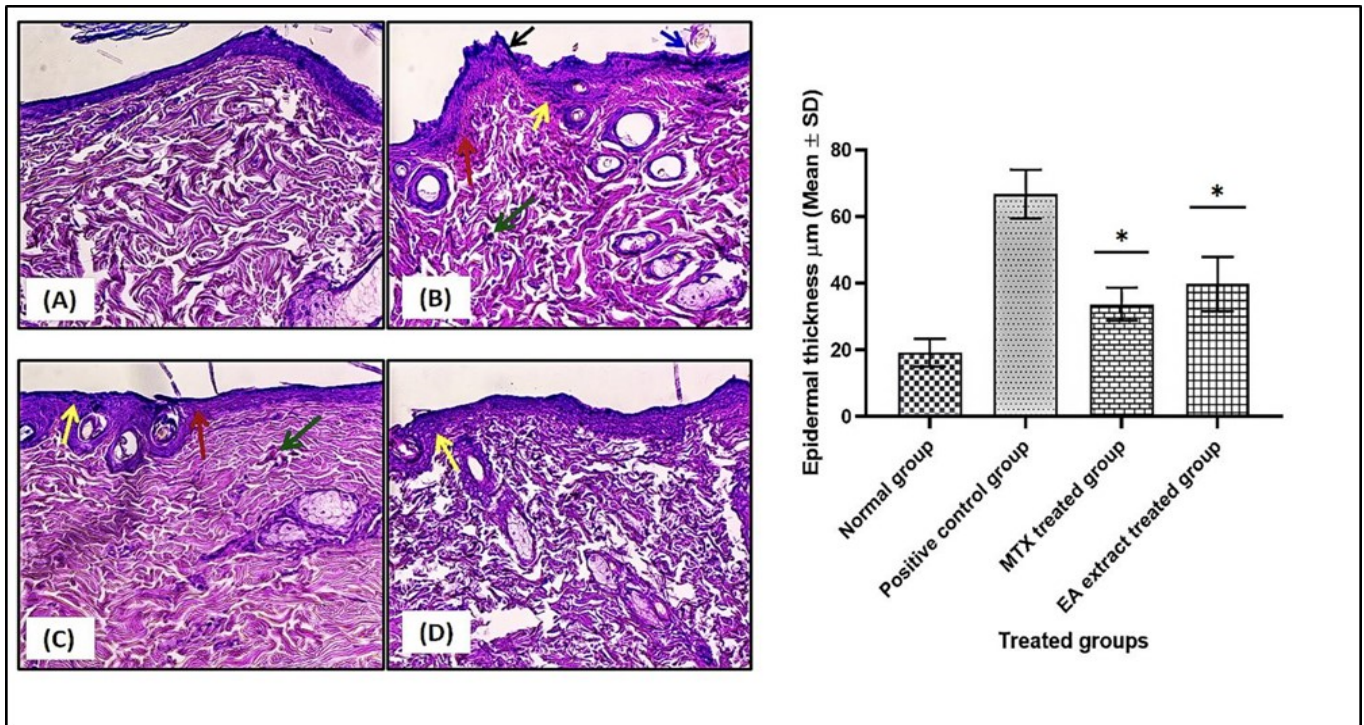 (A)
(B)
(C)
(D)
Epidermal thickness μm (Mean ± SD)
80
60
40
20
0
*
*
Normal group
Positive control group
MTX treated group
EA extract treated group
Treated groups